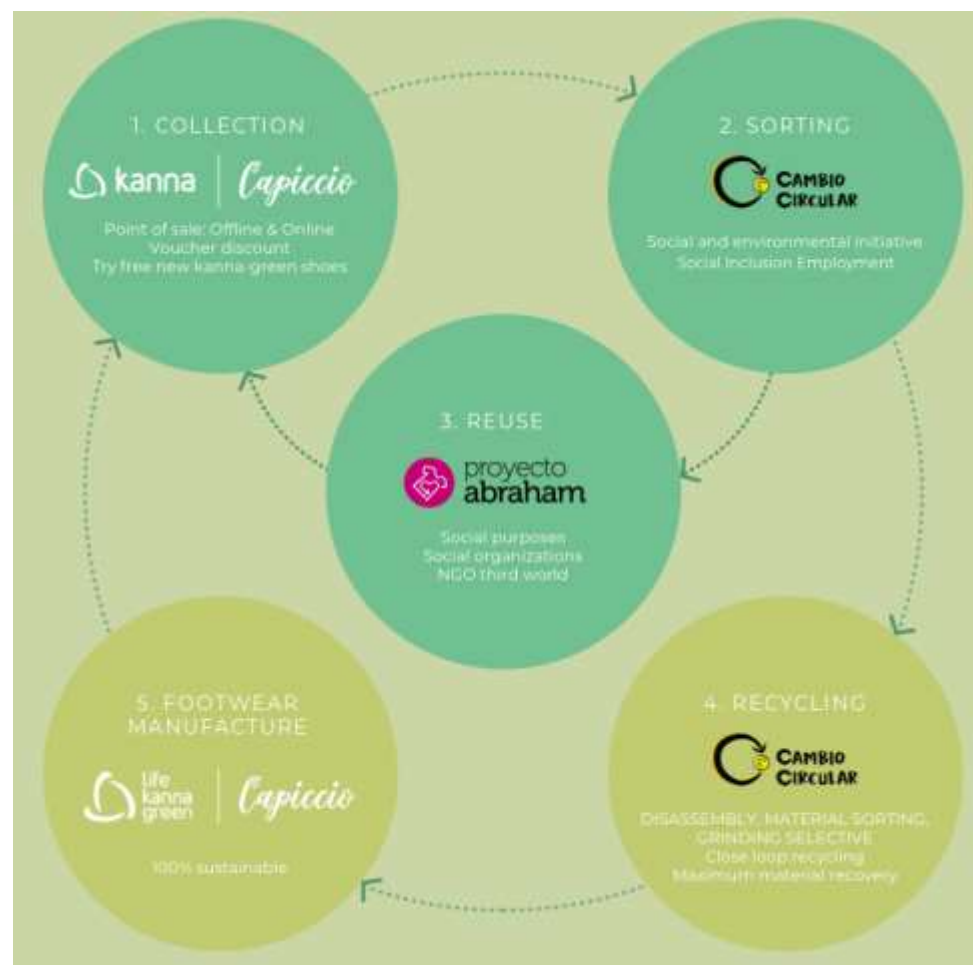 1. COLLECTION
kanna
Capiccio
Point of sale: Offline & Online
Voucher discount
Try free new kanna green shoes
2. SORTING
CAMBIO
CIRCULAR
Social and environmental initiative
Social Inclusion Employment
3. REUSE
proyecto
abraham
Social purposes
Social organizations
NGO third world
5. FOOTWEAR
MANUFACTURE
life
kanna
green
Capiccio
100% sustainable
4. RECYCLING
CAMBIO
CIRCULAR
DISASSEMBLY, MATERIAL SORTING,
GRINDING SELECTIVE
Close loop recycling
Maximum material recovery